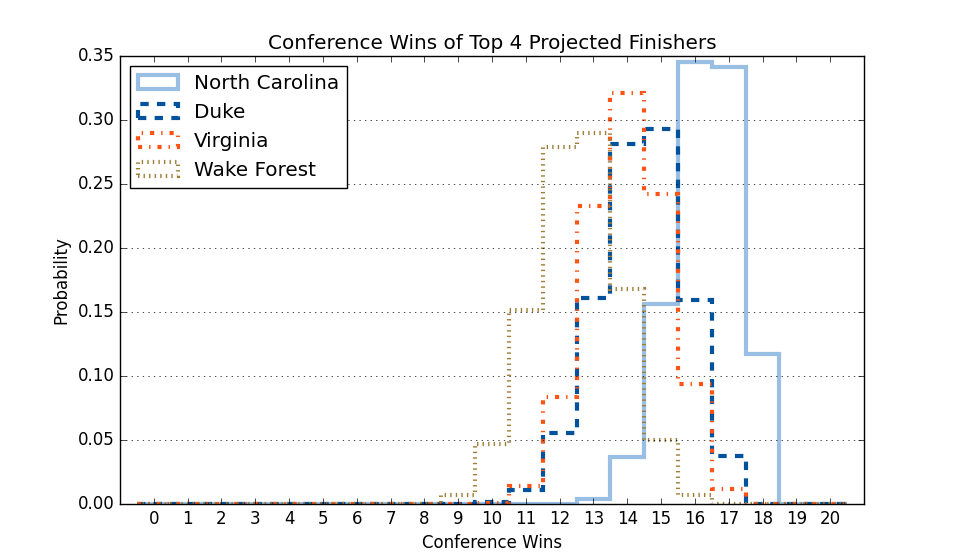 Conference Wins of Top 4 Projected Finishers
North Carolina
Duke
Virginia
Wake Forest
0.35
0.30
0.25
0.20
0.15
0.10
0.05
0.00
Probability
0 1 2 3 4 5 6 7 8 9 10 11 12 13 14 15 16 17 18 19 20
Conference Wins